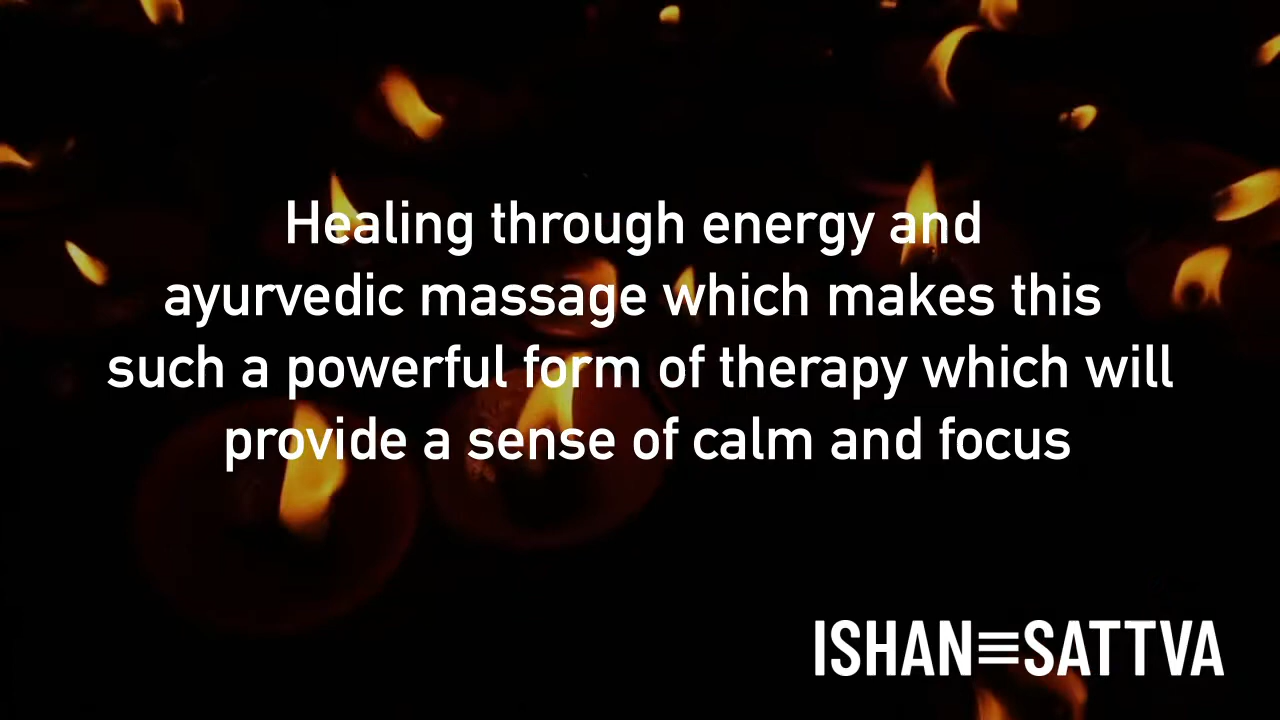 Healing through energy and
ayurvedic massage which makes this
such a powerful form of therapy which will
provide a sense of calm and focus
ISHAN≡SATTVA